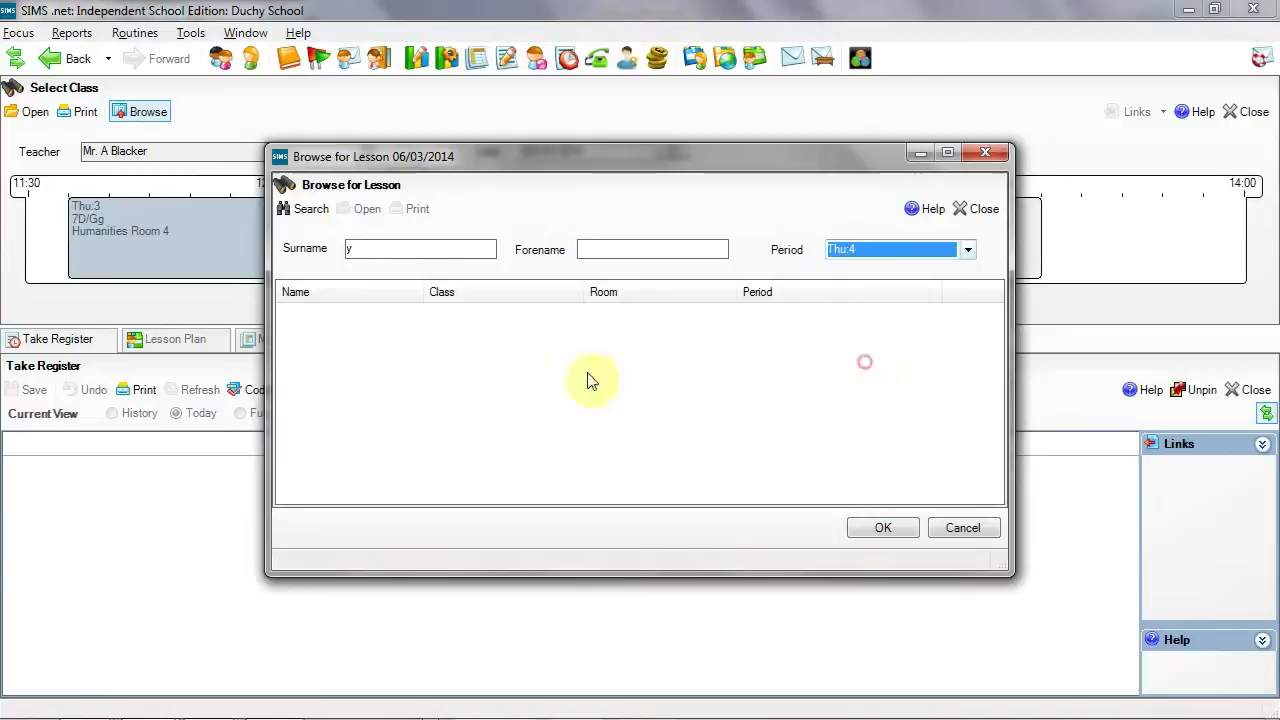 SIMS .net: Independent School Edition: Duchy School
Focus Reports Routines Tools Window Help
Back Forward
Select Class
Open Print Browse Links Help Close
Teacher Mr. A Blacker
11:30 14:00
Thu:3
7D/Gg
Humanities Room 4
SIMS Browse for Lesson 06/03/2014
Browse for Lesson
Search Open Print Help Close
Surname y Forename Period Thu:4
Name Class Room Period
OK Cancel
Take Register Lesson Plan
Take Register
Save Undo Print Refresh Help Unpin Close
Current View History Today
Links
Help